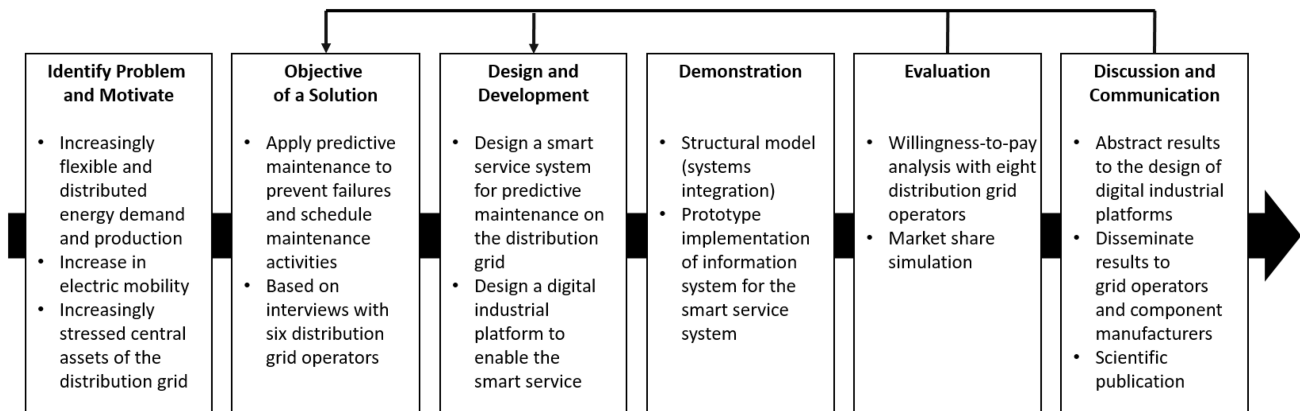 Identify Problem
and Motivate
• Increasingly
flexible and
distributed
energy demand
and production
• Increase in
electric mobility
• Increasingly
stressed central
assets of the
distribution grid
Objective
of a Solution
• Apply predictive
maintenance to
prevent failures
and schedule
maintenance
activities
• Based on
interviews with
six distribution
grid operators
Design and
Development
• Design a smart
service system
for predictive
maintenance on
the distribution
grid
• Design a digital
industrial
platform to
enable the
smart service
Demonstration
• Structural model
(systems
integration)
• Prototype
implementation
of information
system for the
smart service
system
Evaluation
• Willingness-to-pay
analysis with eight
distribution grid
operators
• Market share
simulation
Discussion and
Communication
• Abstract results
to the design of
digital industrial
platforms
• Disseminate
results to
grid operators
and component
manufacturers
• Scientific
publication